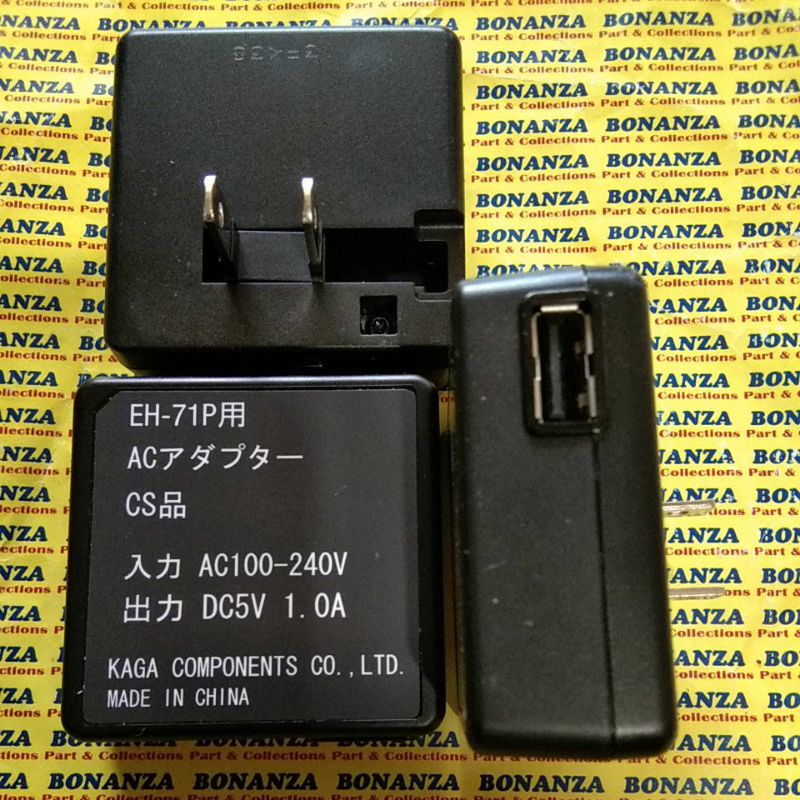 BONANZA
Part & Collections
EH-71P用
ACアダプター
CS品
入力 AC100-240V
出力 DC5V 1.0A
KAGA COMPONENTS CO.,LTD.
MADE IN CHINA